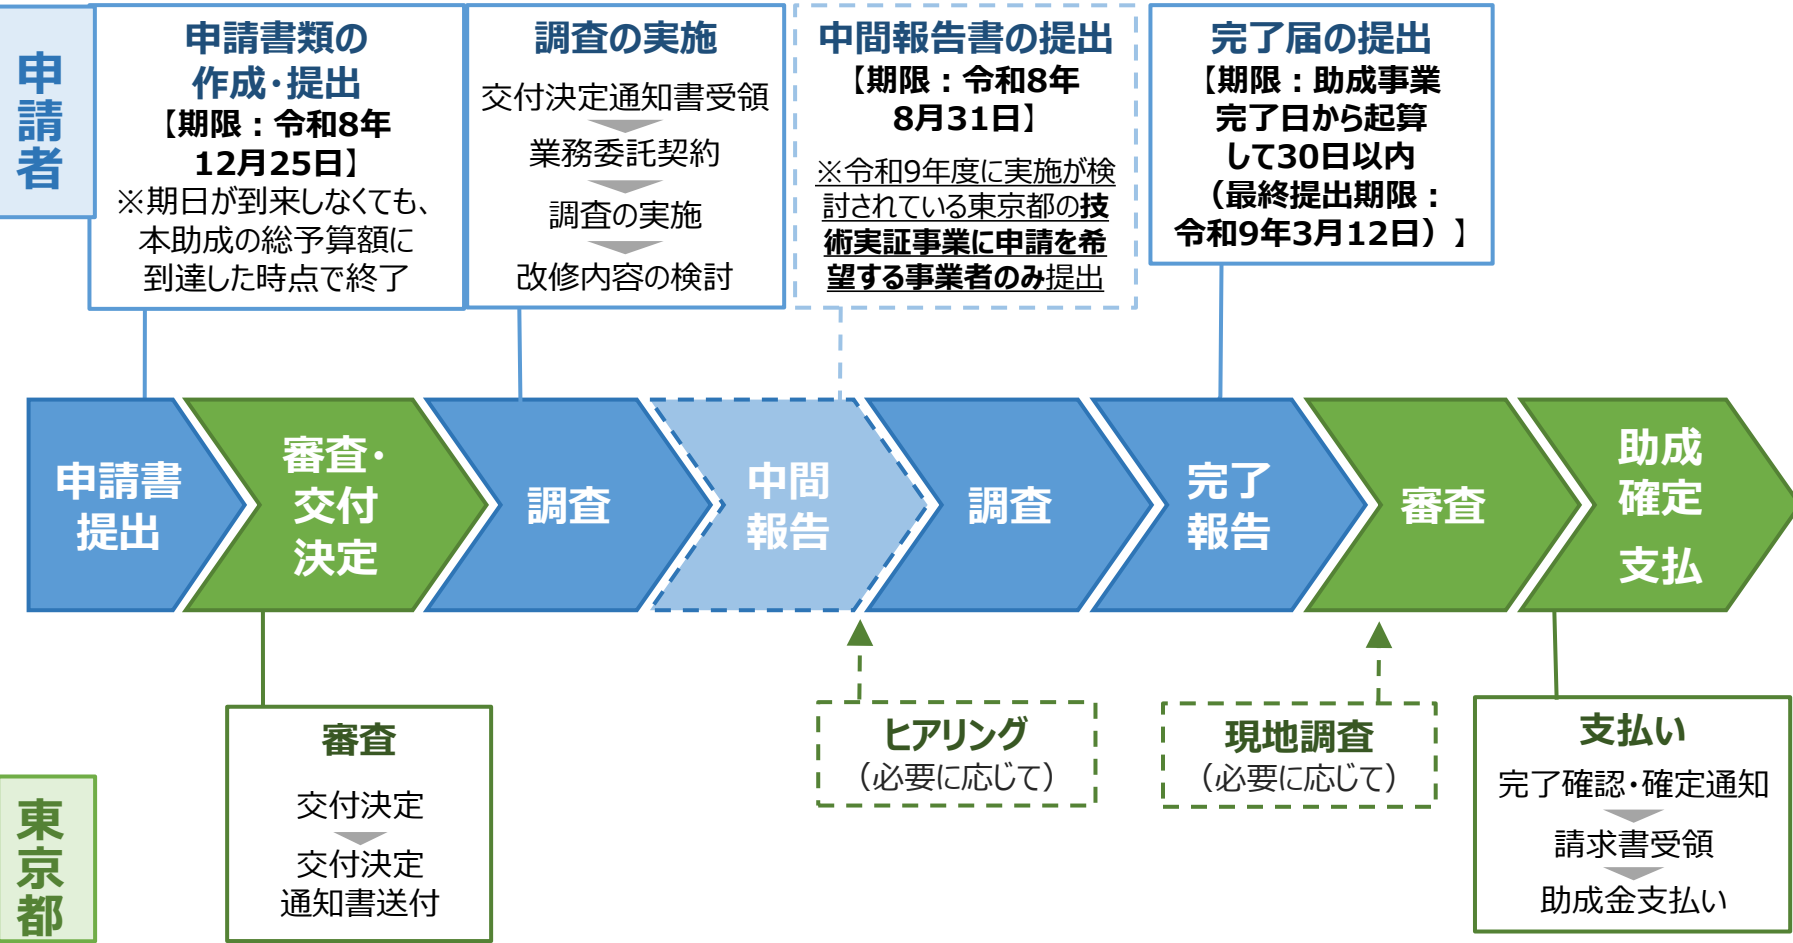 申請者
申請書類の
作成・提出
【期限：令和8年
12月25日】
※期日が到来しなくても、
本助成の総予算額に
到達した時点で終了
調査の実施
交付決定通知書受領
業務委託契約
調査の実施
改修内容の検討
中間報告書の提出
【期限：令和8年
8月31日】
※令和9年度に実施が検
討されている東京都の技
術実証事業に申請を希
望する事業者のみ提出
完了届の提出
【期限：助成事業
完了日から起算
して30日以内
（最終提出期限：
令和9年3月12日）】
申請書
提出
審査・
交付
決定
調査
中間
報告
調査
完了
報告
審査
助成
確定
支払
東京都
審査
交付決定
交付決定
通知書送付
ヒアリング
（必要に応じて）
現地調査
（必要に応じて）
支払い
完了確認・確定通知
請求書受領
助成金支払い